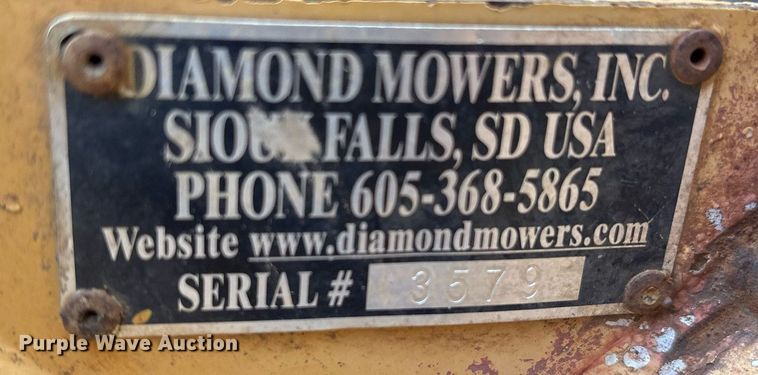 DIAMOND MOWERS, INC.
SIOUX FALLS, SD USA
PHONE 605-368-5865
Website www.diamondmowers.com
SERIAL # 3579
Purple Wave Auction